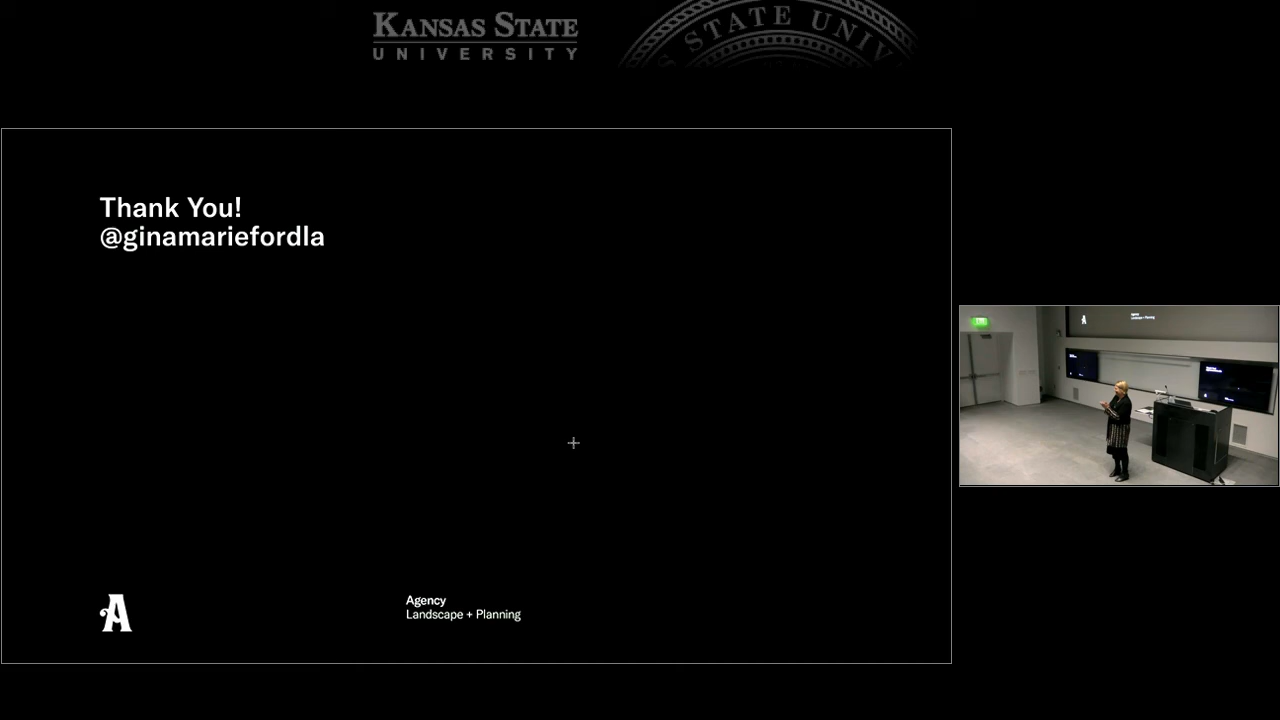 KANSAS STATE
UNIVERSITY
STATE UNIV
Thank You!
@ginamariefordla
A
Agency
Landscape + Planning